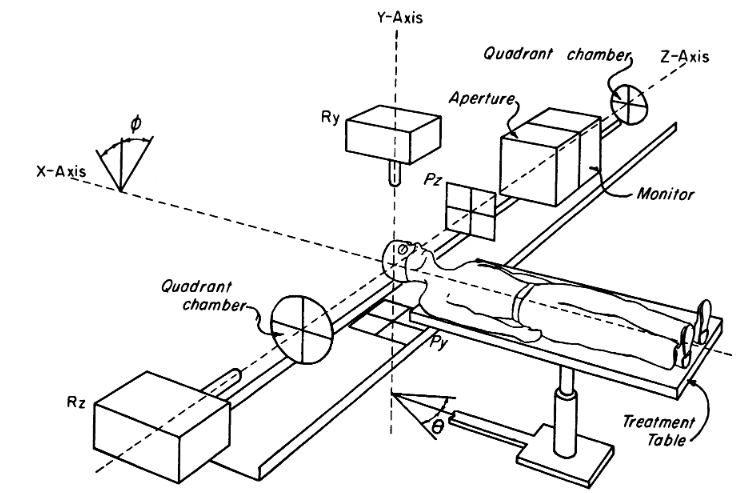 Y-Axis
Quadrant chamber
Z-Axis
Aperture
Ry
ϕ
X-Axis
Pz
Monitor
Quadrant
chamber
Py
Rz
θ
Treatment
Table